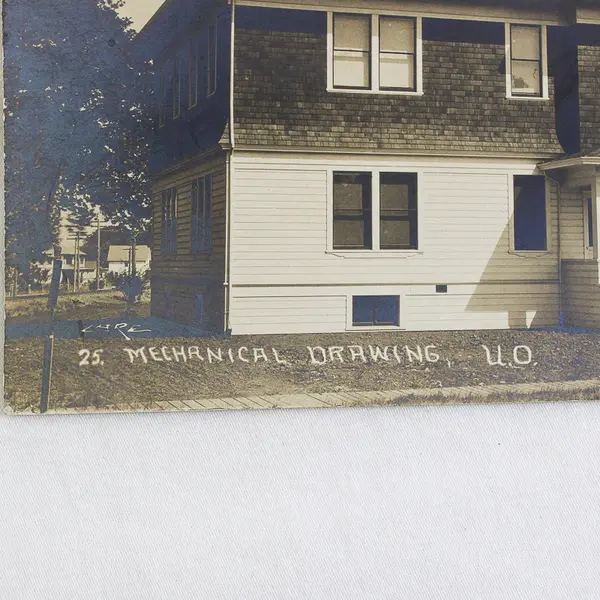 25. MECHANICAL DRAWING, U.O.